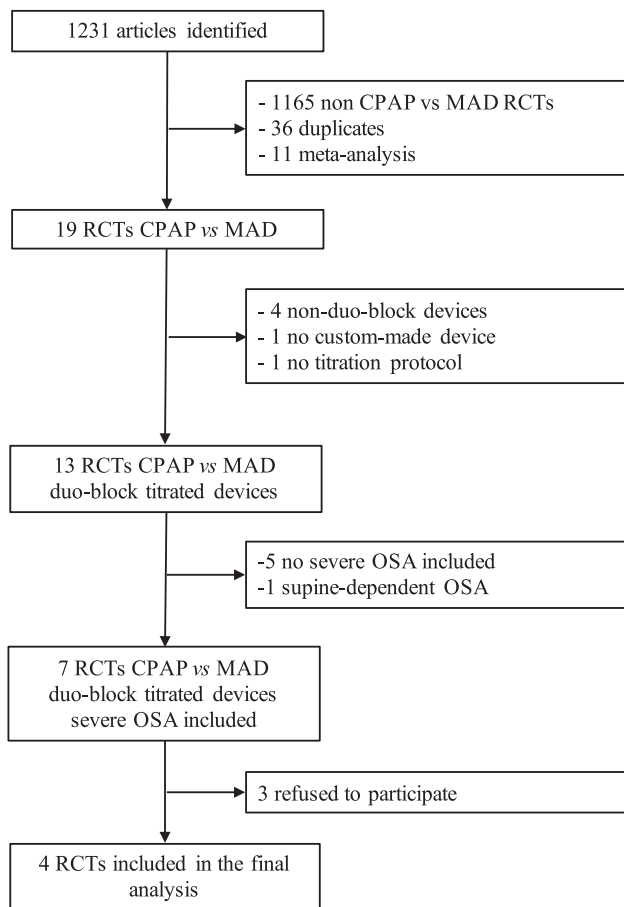 1231 articles identified
- 1165 non CPAP vs MAD RCTs
- 36 duplicates
- 11 meta-analysis
19 RCTs CPAP vs MAD
- 4 non-duo-block devices
- 1 no custom-made device
- 1 no titration protocol
13 RCTs CPAP vs MAD
duo-block titrated devices
-5 no severe OSA included
-1 supine-dependent OSA
7 RCTs CPAP vs MAD
duo-block titrated devices
severe OSA included
3 refused to participate
4 RCTs included in the final
analysis